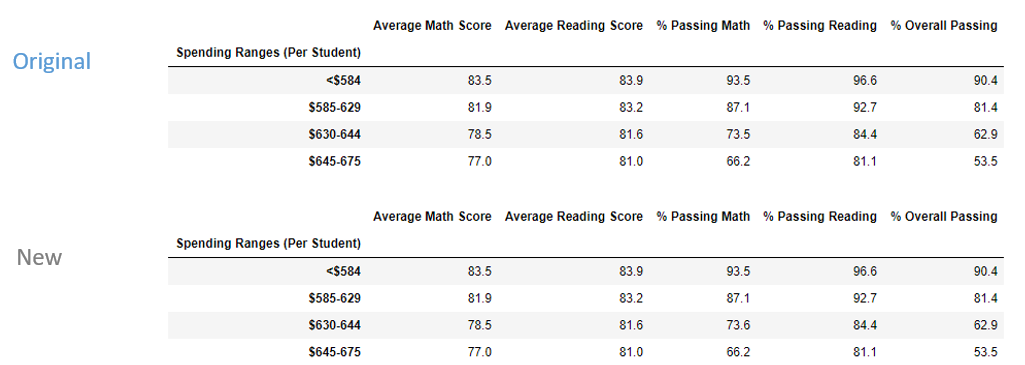 Average Math Score Average Reading Score % Passing Math % Passing Reading % Overall Passing
Spending Ranges (Per Student)
Original
<$584 83.5 83.9 93.5 96.6 90.4
$585-629 81.9 83.2 87.1 92.7 81.4
$630-644 78.5 81.6 73.5 84.4 62.9
$645-675 77.0 81.0 66.2 81.1 53.5
Average Math Score Average Reading Score % Passing Math % Passing Reading % Overall Passing
Spending Ranges (Per Student)
New
<$584 83.5 83.9 93.5 96.6 90.4
$585-629 81.9 83.2 87.1 92.7 81.4
$630-644 78.5 81.6 73.6 84.4 62.9
$645-675 77.0 81.0 66.2 81.1 53.5